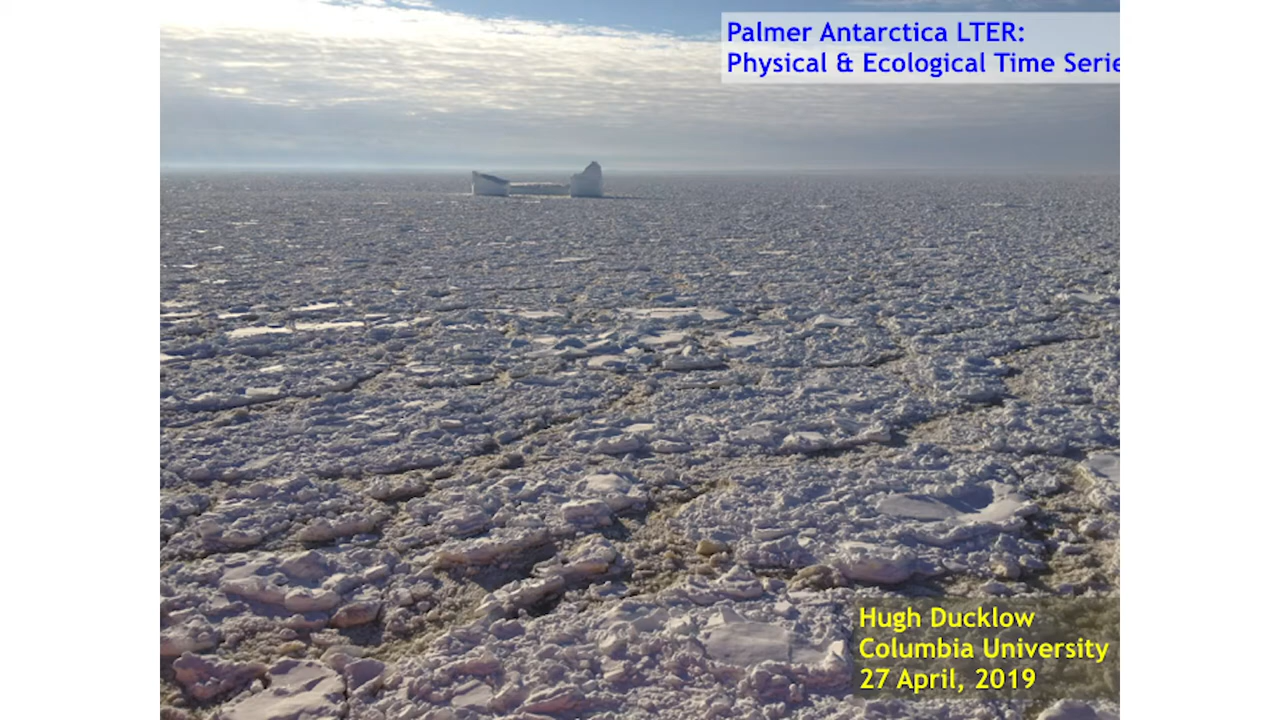 Palmer Antarctica LTER:
Physical & Ecological Time Serie
Hugh Ducklow
Columbia University
27 April, 2019